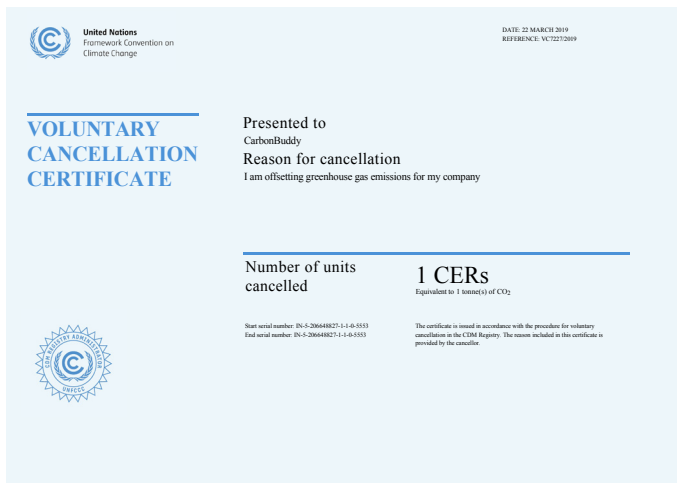 United Nations
Framework Convention on
Climate Change
DATE: 22 MARCH 2019
REFERENCE: VC7227/2019
VOLUNTARY
CANCELLATION
CERTIFICATE
Presented to
CarbonBuddy
Reason for cancellation
I am offsetting greenhouse gas emissions for my company
Number of units
cancelled
1 CERs
Equivalent to 1 tonne(s) of CO2
Start serial number: IN-5-206648827-1-1-0-5553
End serial number: IN-5-206648827-1-1-0-5553
The certificate is issued in accordance with the procedure for voluntary
cancellation in the CDM Registry. The reason included in this certificate is
provided by the cancellor.
CDM REGISTRY ADMINISTRATOR
UNFCCC